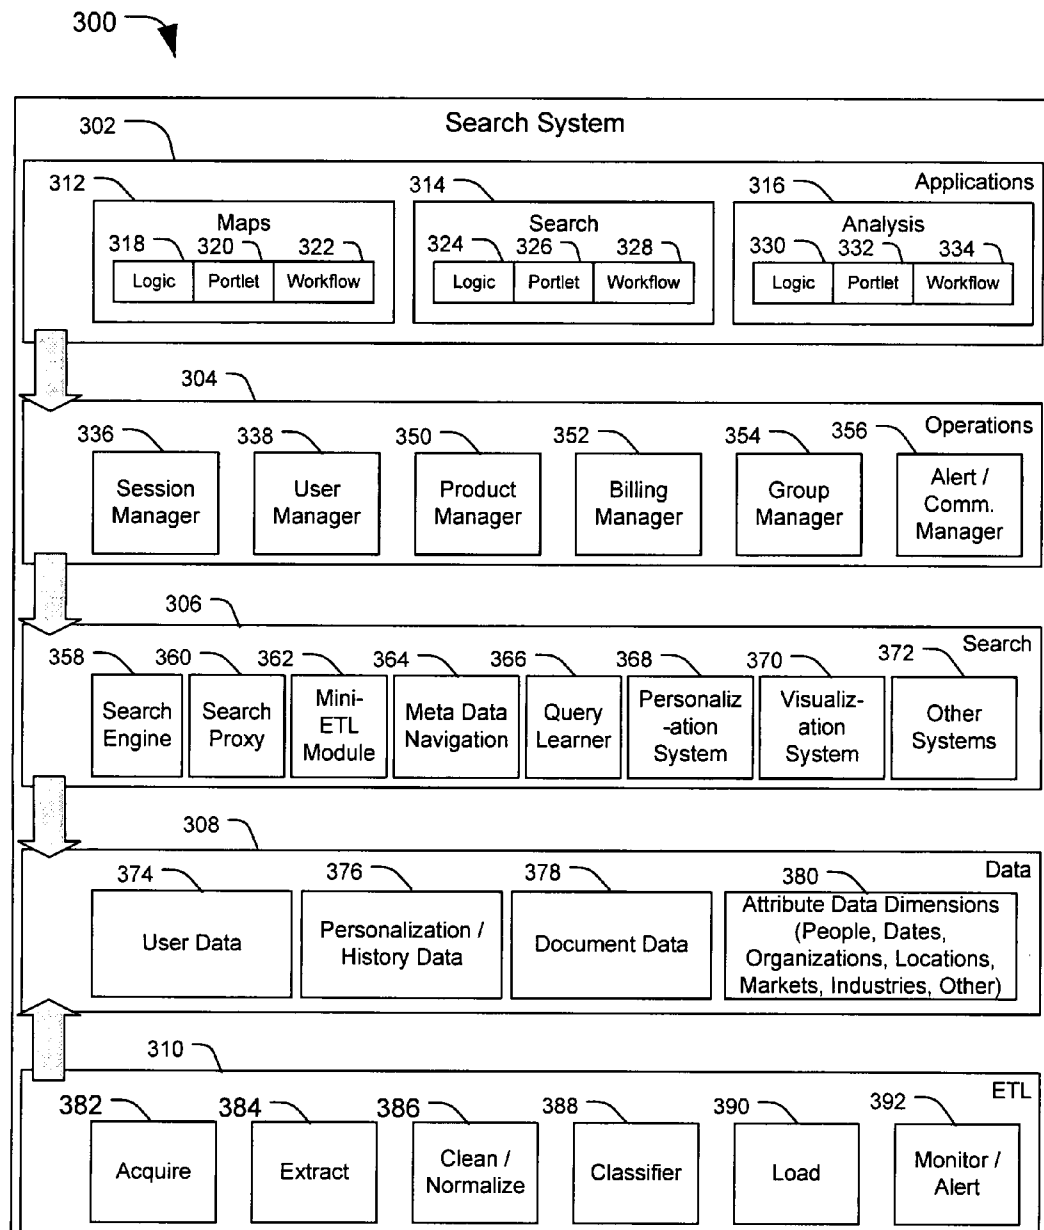 300
Search System
302
Applications
312
314
316
Maps
Search
Analysis
318
320
322
324
326
328
330
332
334
Logic
Portlet
Workflow
Logic
Portlet
Workflow
Logic
Portlet
Workflow
304
Operations
336
338
350
352
354
356
Session
Manager
User
Manager
Product
Manager
Billing
Manager
Group
Manager
Alert /
Comm.
Manager
306
Search
358
360
362
364
366
368
370
372
Search
Engine
Search
Proxy
Mini-
ETL
Module
Meta Data
Navigation
Query
Learner
Personaliz
-ation
System
Visualiz-
ation
System
Other
Systems
308
Data
374
376
378
380
User Data
Personalization /
History Data
Document Data
Attribute Data Dimensions
(People, Dates,
Organizations, Locations,
Markets, Industries, Other)
310
ETL
382
384
386
388
390
392
Acquire
Extract
Clean /
Normalize
Classifier
Load
Monitor /
Alert